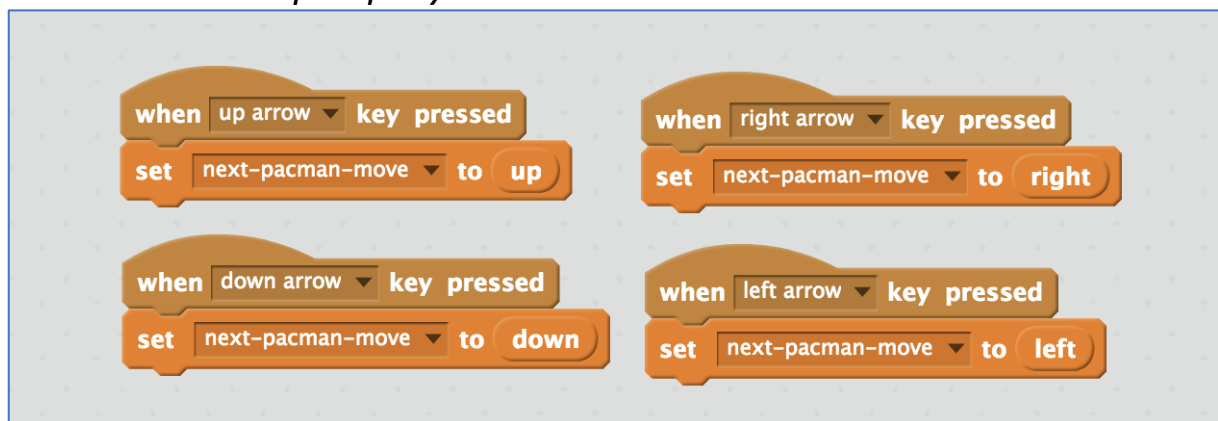 when up arrow key pressed
set next-pacman-move to up
when right arrow key pressed
set next-pacman-move to right
when down arrow key pressed
set next-pacman-move to down
when left arrow key pressed
set next-pacman-move to left